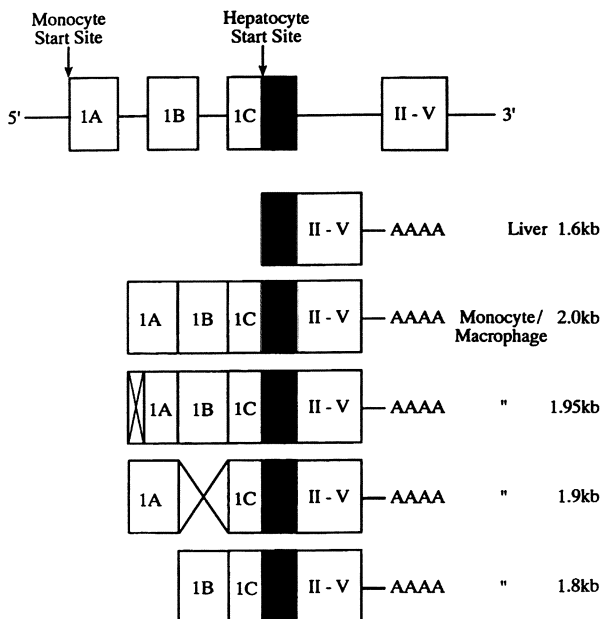 Monocyte
Start Site
Hepatocyte
Start Site
5' 1A 1B 1C II - V 3'
II - V AAAA Liver 1.6kb
1A 1B 1C II - V AAAA Monocyte/ 2.0kb
Macrophage
1A 1B 1C II - V AAAA " 1.95kb
1A 1C II - V AAAA " 1.9kb
1B 1C II - V AAAA " 1.8kb